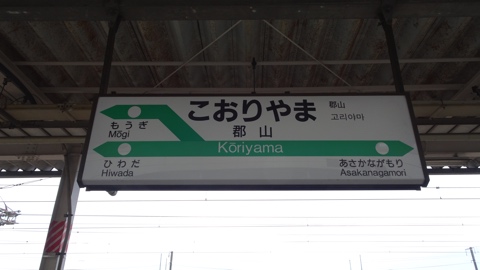 こおりやま
郡山
고리야마
郡山
Kōriyama
もうぎ
Mōgi
ひわだ
Hiwada
あさかながもり
Asakanagamori